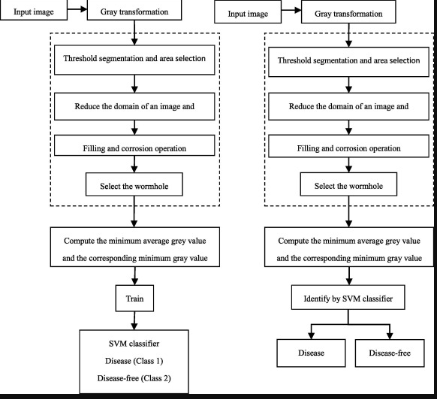 Input image
Gray transformation
Threshold segmentation and area selection
Reduce the domain of an image and
Filling and corrosion operation
Select the wormhole
Compute the minimum average grey value
and the corresponding minimum gray value
Train
SVM classifier
Disease (Class 1)
Disease-free (Class 2)
Input image
Gray transformation
Threshold segmentation and area selection
Reduce the domain of an image and
Filling and corrosion operation
Select the wormhole
Compute the minimum average grey value
and the corresponding minimum gray value
Identify by SVM classifier
Disease
Disease-free